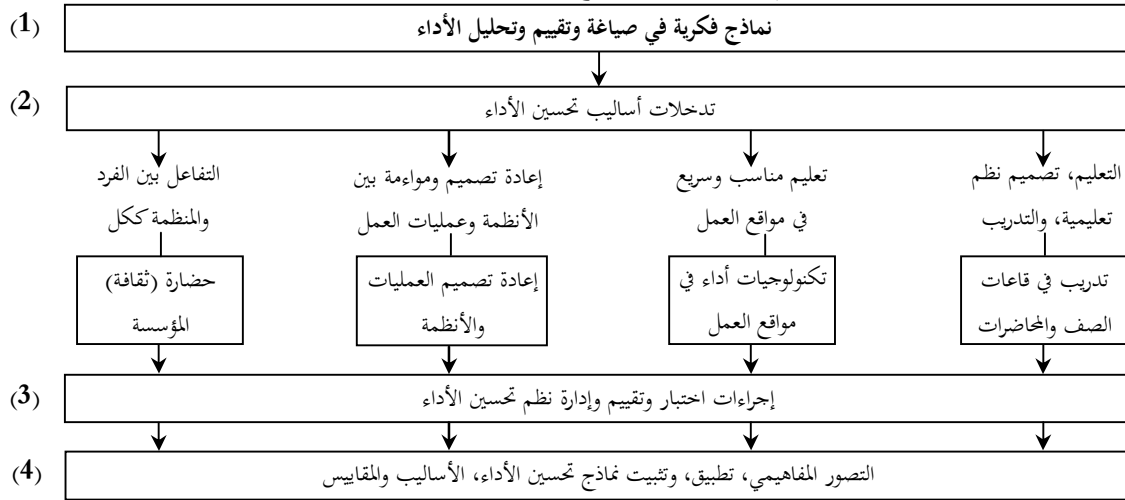 (1) نماذج فكرية في صياغة وتقييم وتحليل الأداء
(2) تدخلات أساليب تحسين الأداء
التعليم، تصميم نظم
تعليمية، والتدريب
تعليم مناسب وسريع
في مواقع العمل
إعادة تصميم ومواءمة بين
الأنظمة وعمليات العمل
التفاعل بين الفرد
والمنظمة ككل
تدريب في قاعات
الصف والمحاضرات
تكنولوجيات أداء في
مواقع العمل
إعادة تصميم العمليات
والأنظمة
حضارة (ثقافة)
المؤسسة
(3) إجراءات اختبار وتقييم وإدارة نظم تحسين الأداء
(4) التصور المفاهيمي، تطبيق، وتثبيت نماذج تحسين الأداء، الأساليب والمقاييس